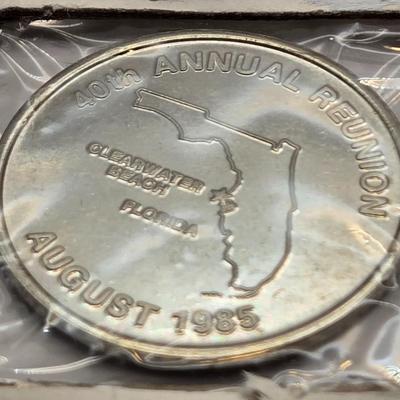 40th ANNUAL REUNION
CLEARWATER
BEACH
FLORIDA
AUGUST 1985